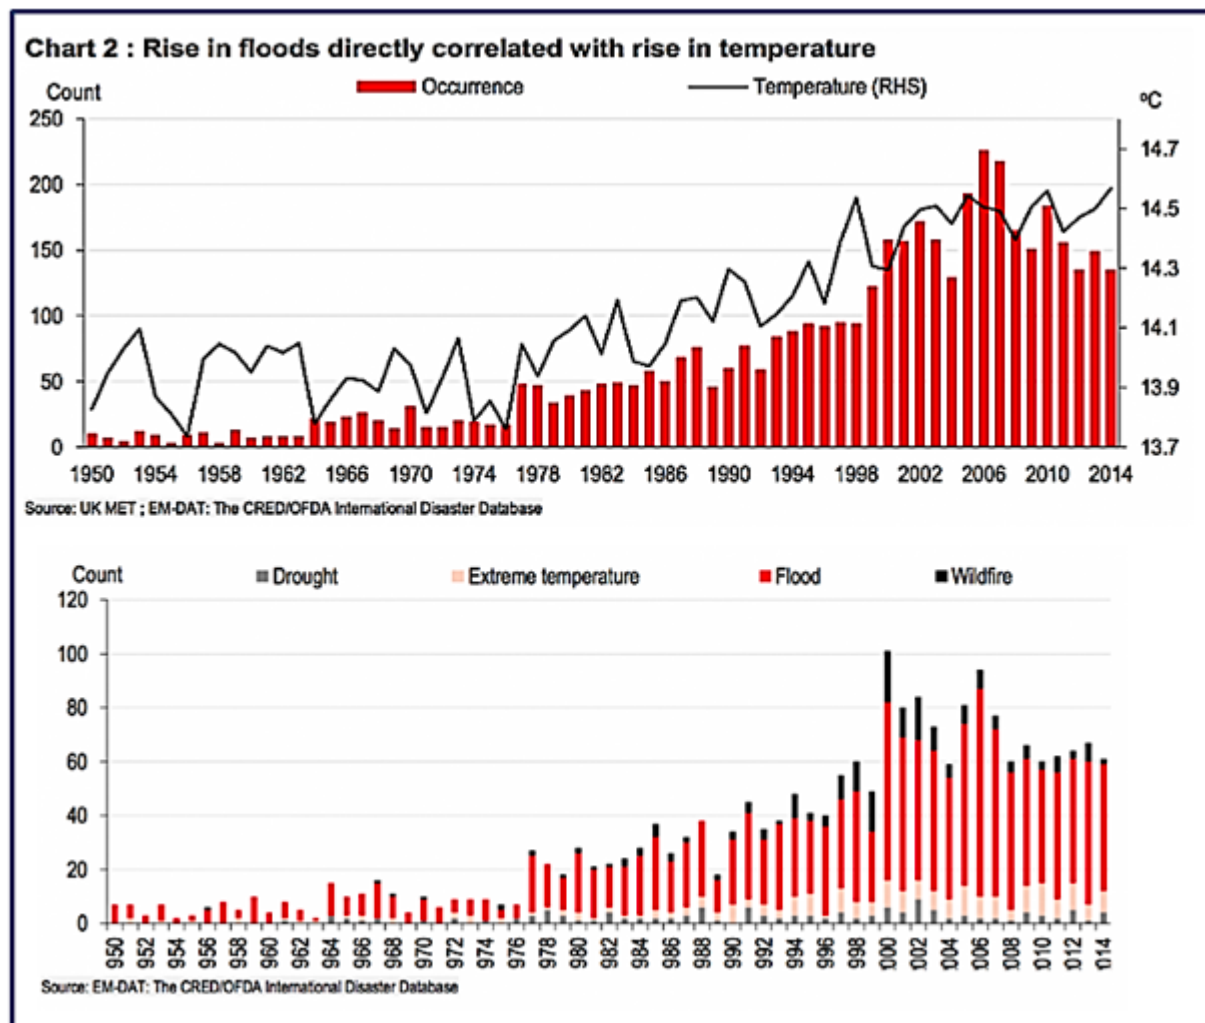 Chart 2 : Rise in floods directly correlated with rise in temperature
Count
Occurrence
Temperature (RHS)
ºC
250
200
150
100
50
0
14.7
14.5
14.3
14.1
13.9
13.7
1950 1954 1958 1962 1966 1970 1974 1978 1982 1986 1990 1994 1998 2002 2006 2010 2014
Source: UK MET ; EM-DAT: The CRED/OFDA International Disaster Database
Count
Drought
Extreme temperature
Flood
Wildfire
120
100
80
60
40
20
0
950 952 954 956 958 960 962 964 966 968 970 972 974 976 978 980 982 984 986 988 990 992 994 996 998 000 002 004 006 008 010 012 014
Source: EM-DAT: The CRED/OFDA International Disaster Database